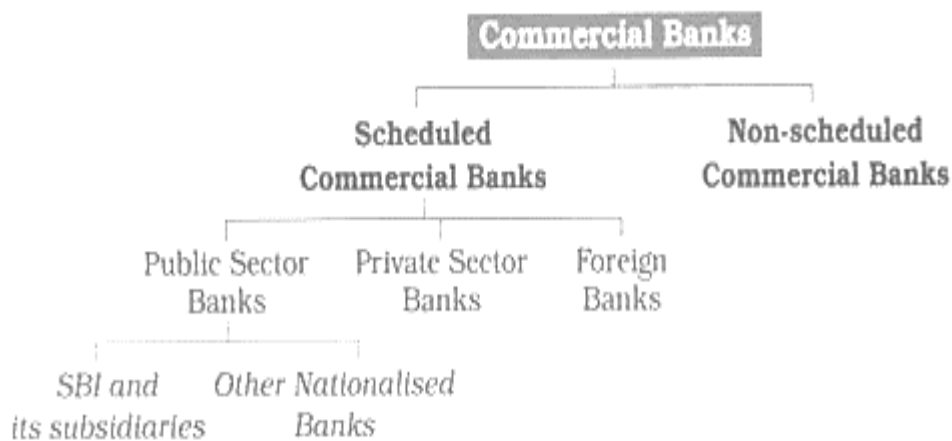 Commercial Banks
Scheduled
Commercial Banks
Non-scheduled
Commercial Banks
Public Sector
Banks
Private Sector
Banks
Foreign
Banks
SBI and
its subsidiaries
Other Nationalised
Banks